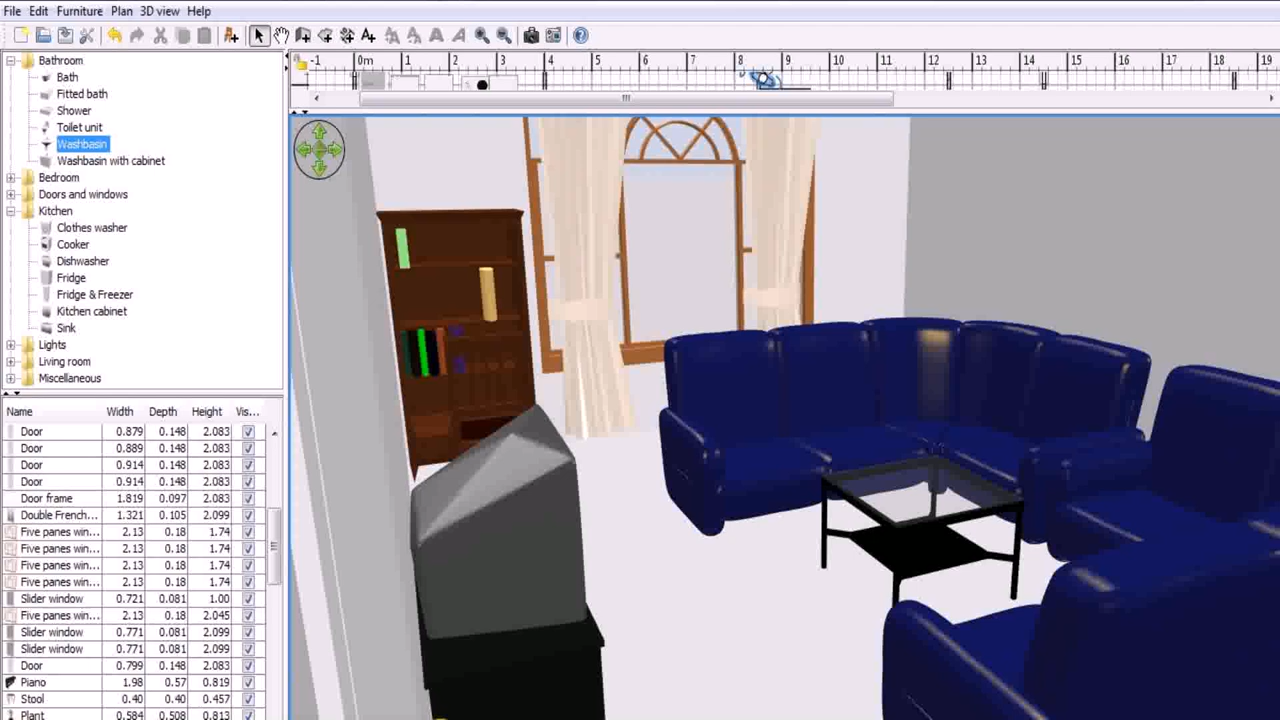 File Edit Furniture Plan 3D view Help
-1 0m 1 2 3 4 5 6 7 8 9 10 11 12 13 14 15 16 17 18 19
Bathroom
Bath
Fitted bath
Shower
Toilet unit
Washbasin
Washbasin with cabinet
Bedroom
Doors and windows
Kitchen
Clothes washer
Cooker
Dishwasher
Fridge
Fridge & Freezer
Kitchen cabinet
Sink
Lights
Living room
Miscellaneous
Name Width Depth Height Vis...
Door 0.879 0.148 2.083
Door 0.889 0.148 2.083
Door 0.914 0.148 2.083
Door 0.914 0.148 2.083
Door frame 1.819 0.097 2.083
Double French... 1.321 0.105 2.099
Five panes win... 2.13 0.18 1.74
Five panes win... 2.13 0.18 1.74
Five panes win... 2.13 0.18 1.74
Five panes win... 2.13 0.18 1.74
Slider window 0.721 0.081 1.00
Five panes win... 2.13 0.18 2.045
Slider window 0.771 0.081 2.099
Slider window 0.771 0.081 2.099
Door 0.799 0.148 2.083
Piano 1.98 0.57 0.819
Stool 0.40 0.40 0.457
Plant 0.584 0.508 0.813